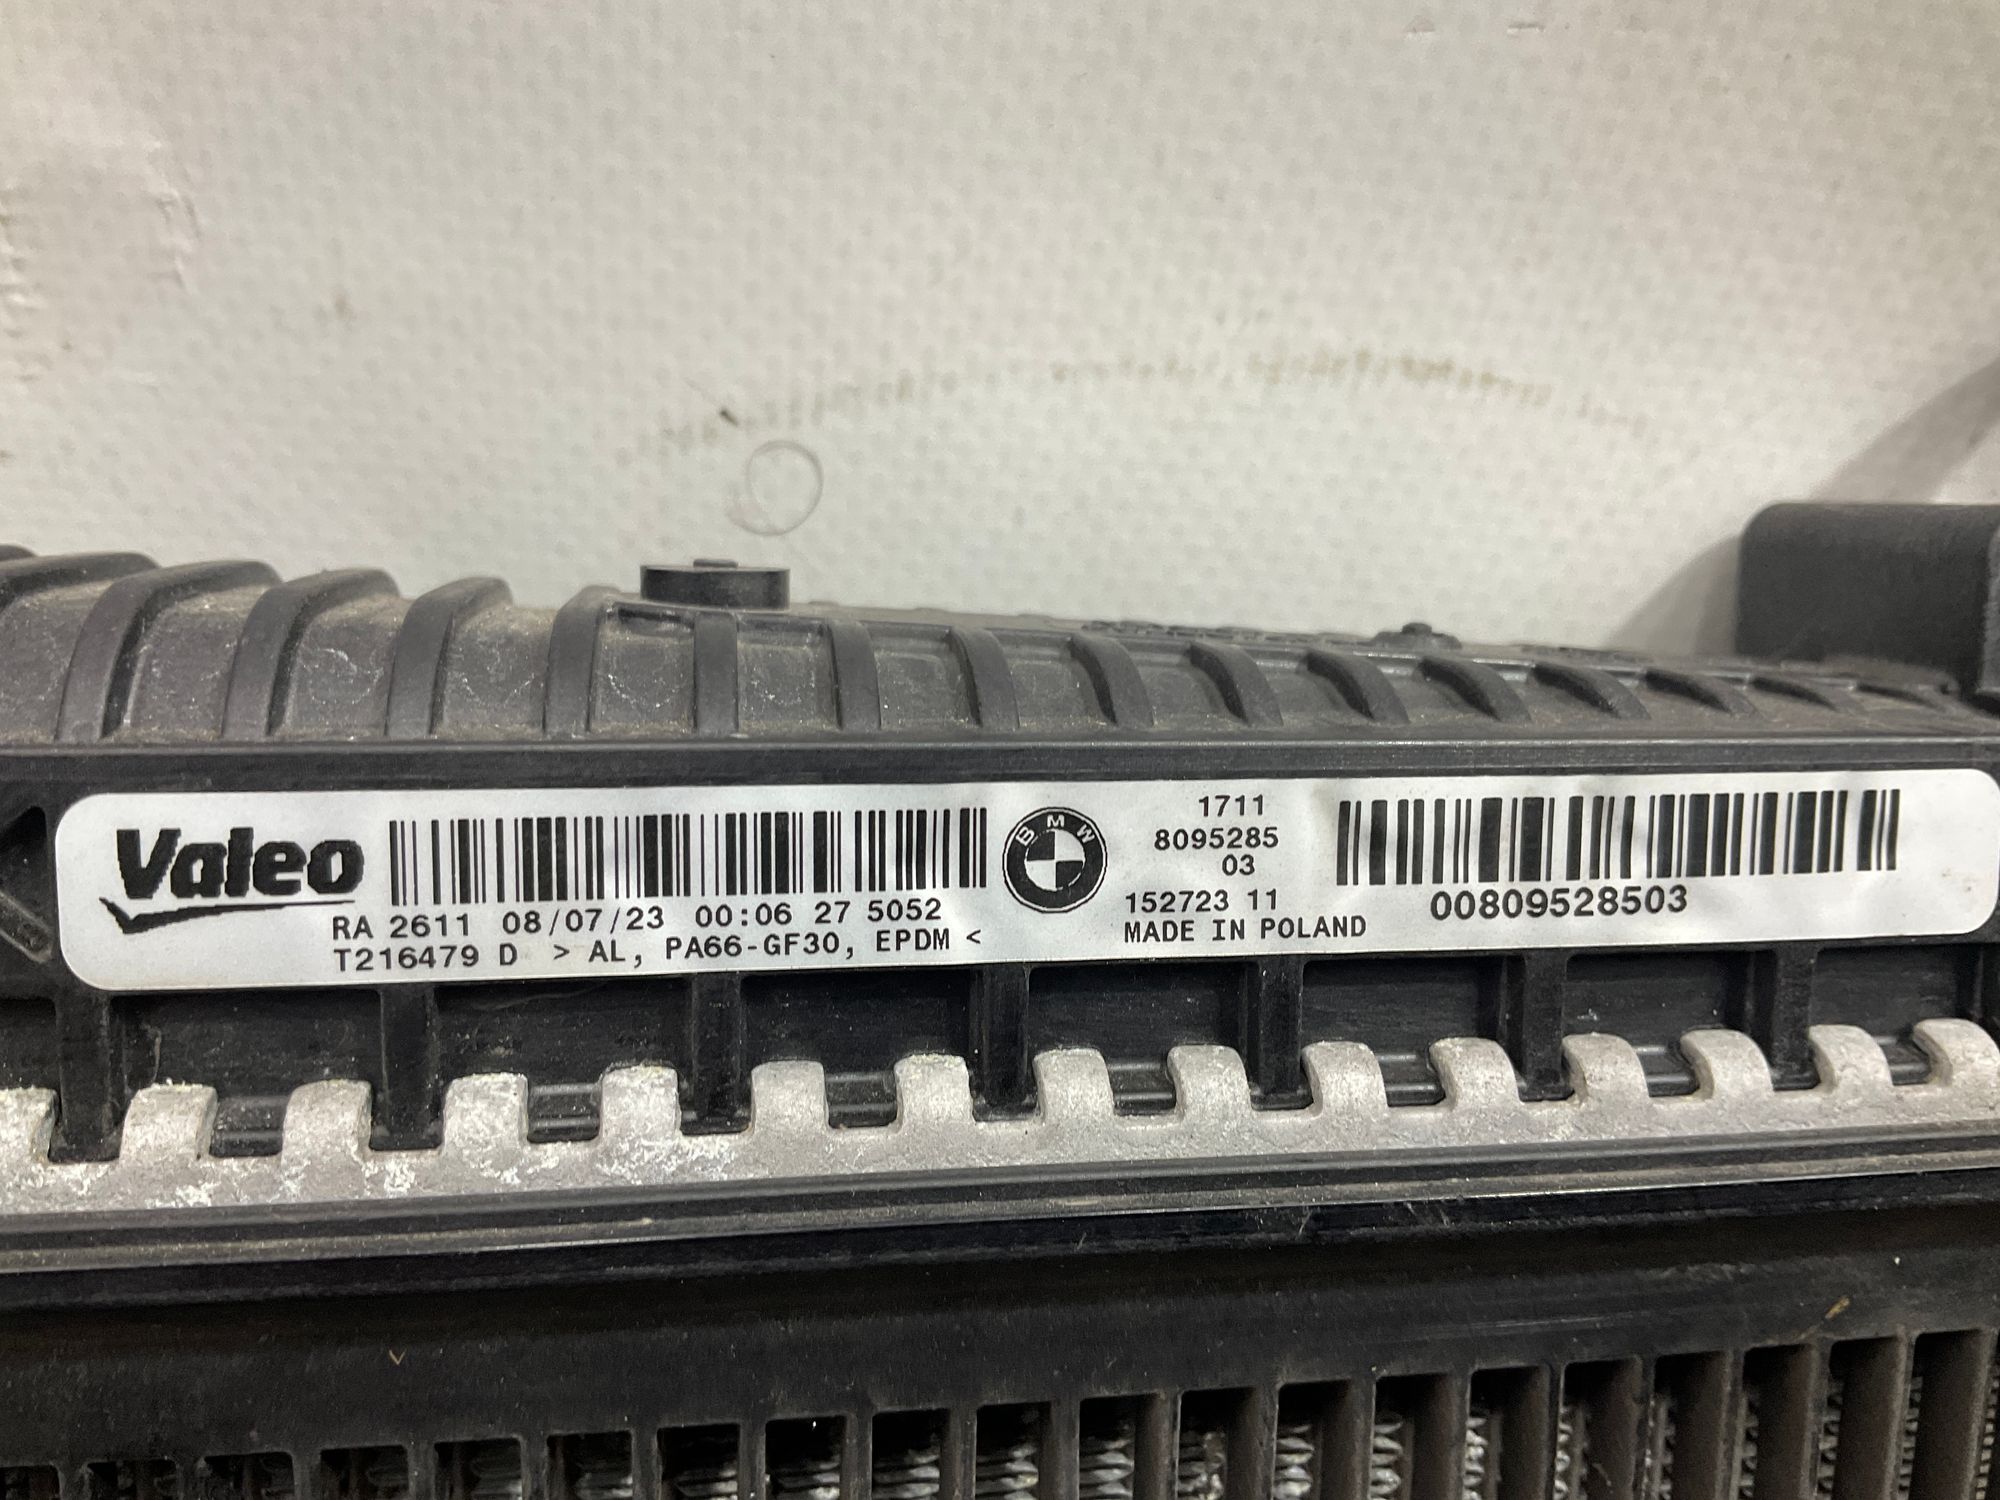 Valeo
RA 2611 08/07/23 00:06 27 5052
T216479 D > AL, PA66-GF30, EPDM <
BMW
1711
8095285
03
152723 11
MADE IN POLAND
00809528503